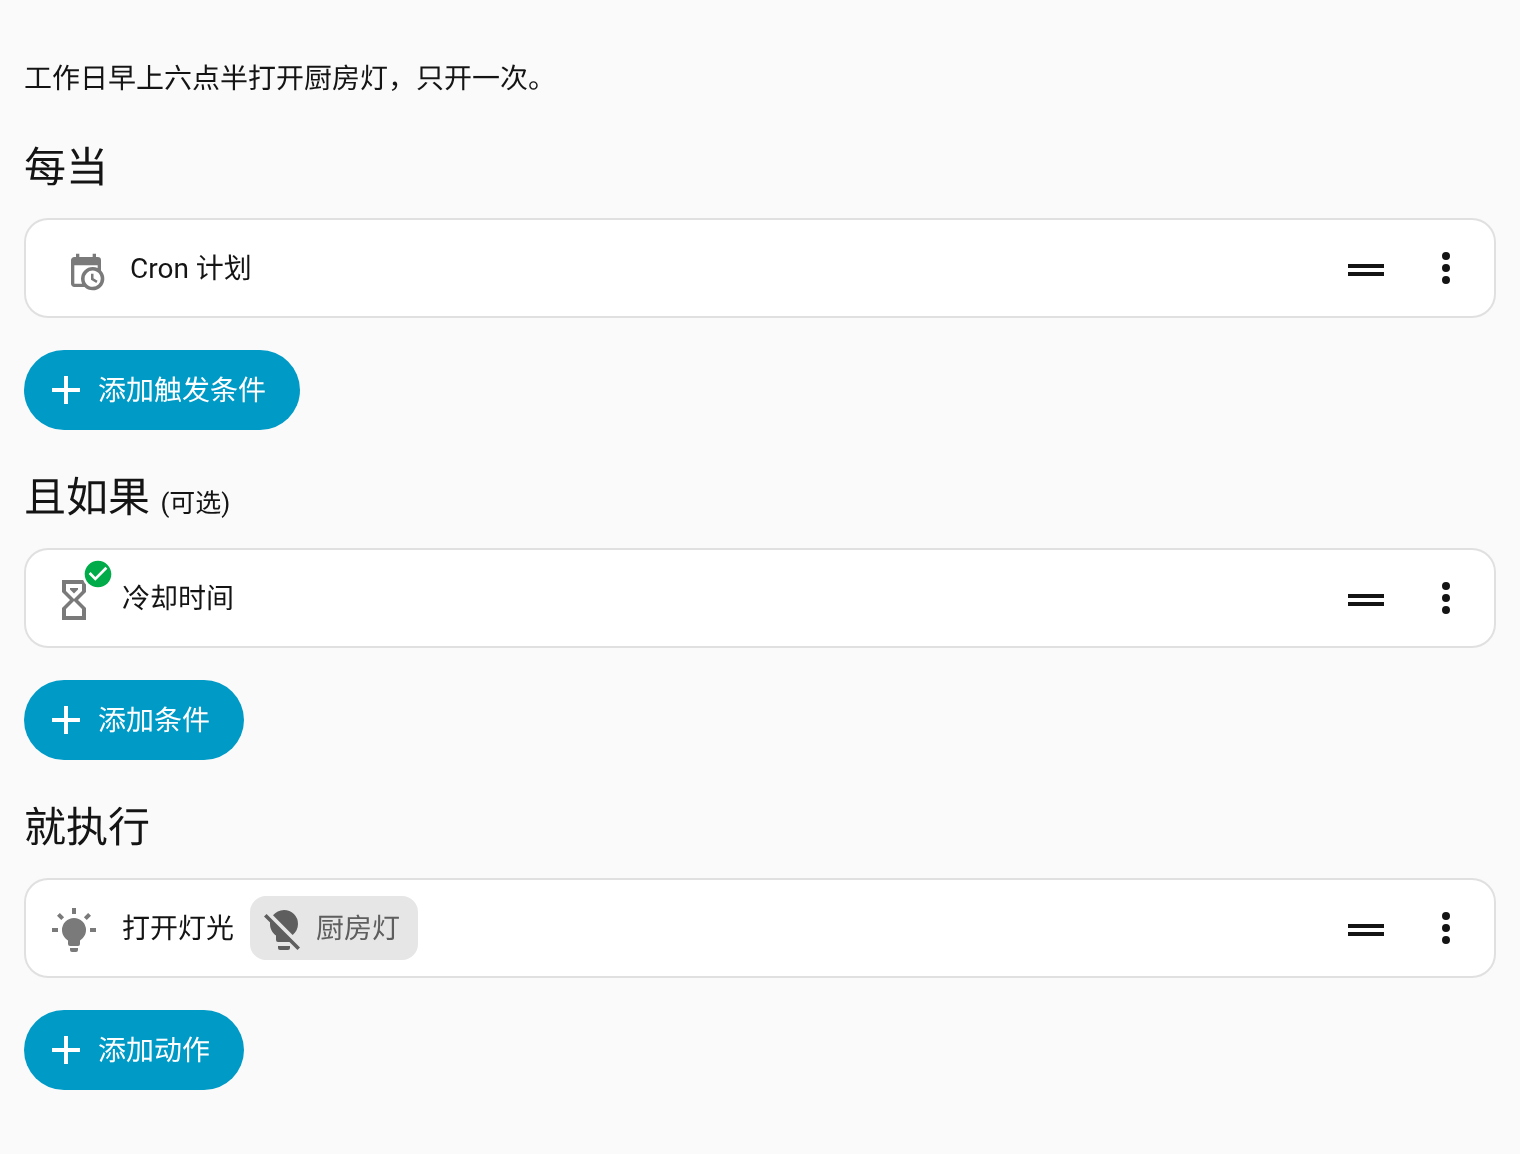 工作日早上六点半打开厨房灯，只开一次。
每当
Cron 计划
添加触发条件
且如果 (可选)
冷却时间
添加条件
就执行
打开灯光 厨房灯
添加动作